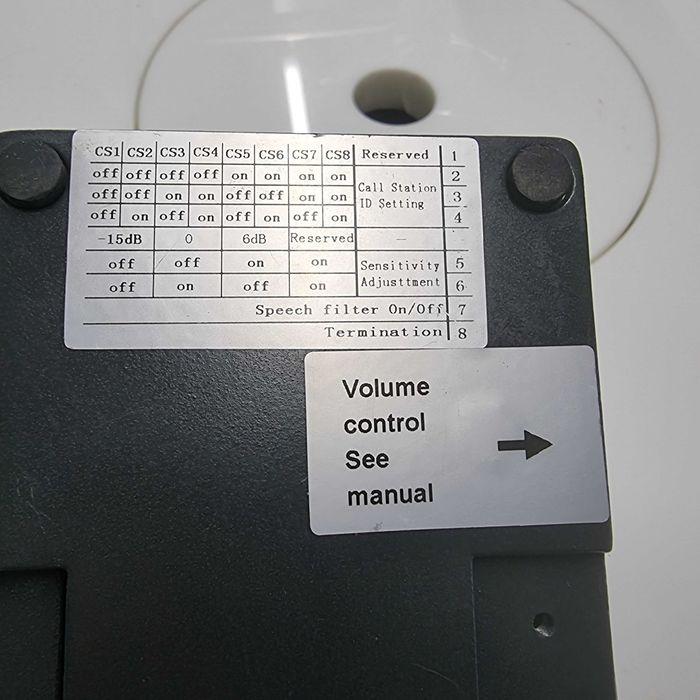 CS1 CS2 CS3 CS4 CS5 CS6 CS7 CS8 Reserved 1
off off off off on on on on 2
off off on on off off on on Call Station ID Setting 3
off on off on off on off on 4
-15dB 0 6dB Reserved — -
off off on on Sensitivity 5
off on off on Adjusttment 6
Speech filter On/Off 7
Termination 8
Volume
control
See
manual